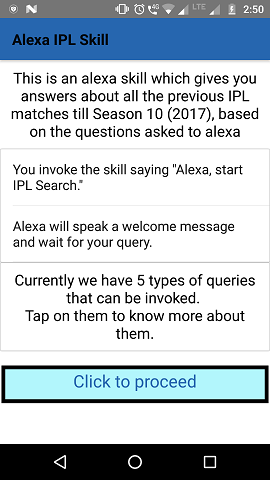 LTE 2:50
Alexa IPL Skill
This is an alexa skill which gives you
answers about all the previous IPL
matches till Season 10 (2017), based
on the questions asked to alexa
You invoke the skill saying "Alexa, start
IPL Search."
Alexa will speak a welcome message
and wait for your query.
Currently we have 5 types of queries
that can be invoked.
Tap on them to know more about
them.
Click to proceed